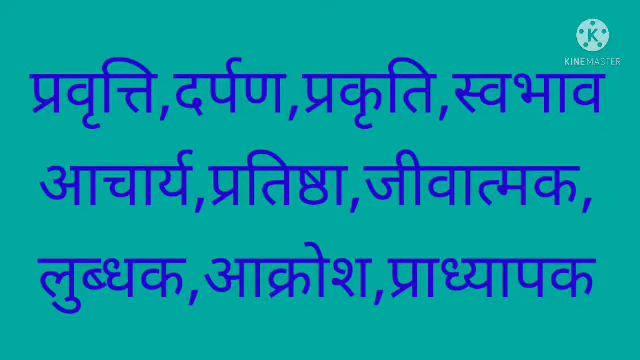 KINEMASTER
प्रवृत्ति,दर्पण,प्रकृति,स्वभाव
आचार्य,प्रतिष्ठा,जीवात्मक,
लुब्धक,आक्रोश,प्राध्यापक